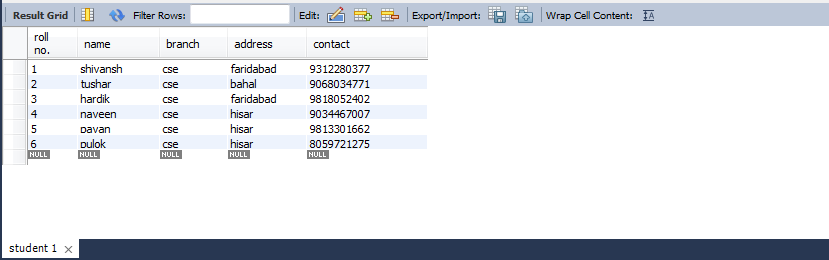 Result Grid Filter Rows: Edit: Export/Import: Wrap Cell Content: IA
roll no. name branch address contact
1 shivansh cse faridabad 9312280377
2 tushar cse bahal 9068034771
3 hardik cse faridabad 9818052402
4 naveen cse hisar 9034467007
5 pavan cse hisar 9813301662
6 pulok cse hisar 8059721275
NULL NULL NULL NULL NULL
student 1 ×